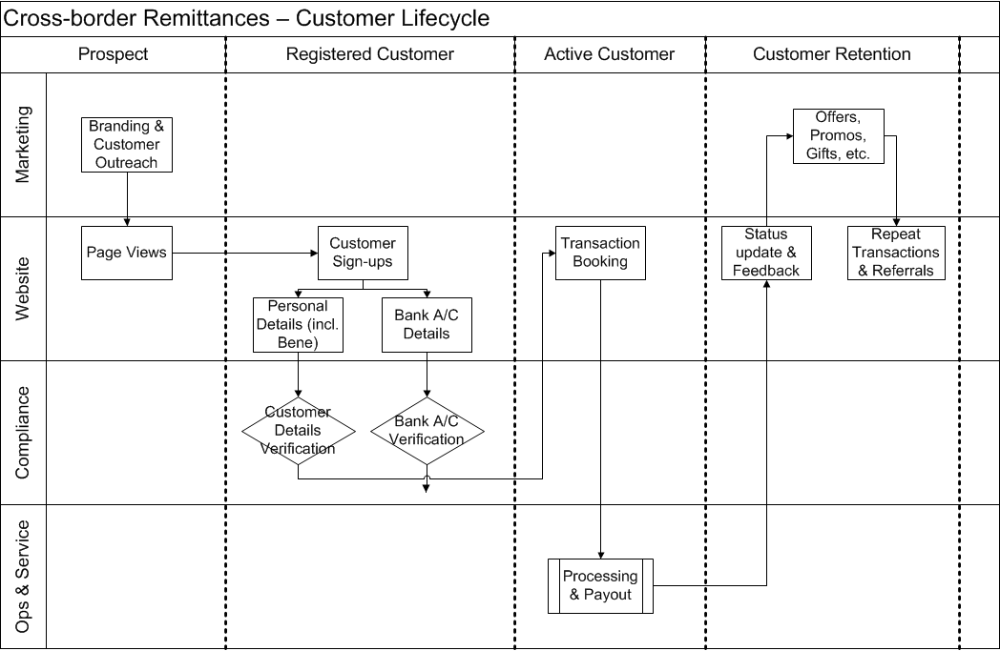 Cross-border Remittances – Customer Lifecycle
Prospect
Registered Customer
Active Customer
Customer Retention
Marketing
Branding &
Customer
Outreach
Offers,
Promos,
Gifts, etc.
Website
Page Views
Customer
Sign-ups
Transaction
Booking
Status
update &
Feedback
Repeat
Transactions
& Referrals
Personal
Details (incl.
Bene)
Bank A/C
Details
Compliance
Customer
Details
Verification
Bank A/C
Verification
Ops & Service
Processing
& Payout